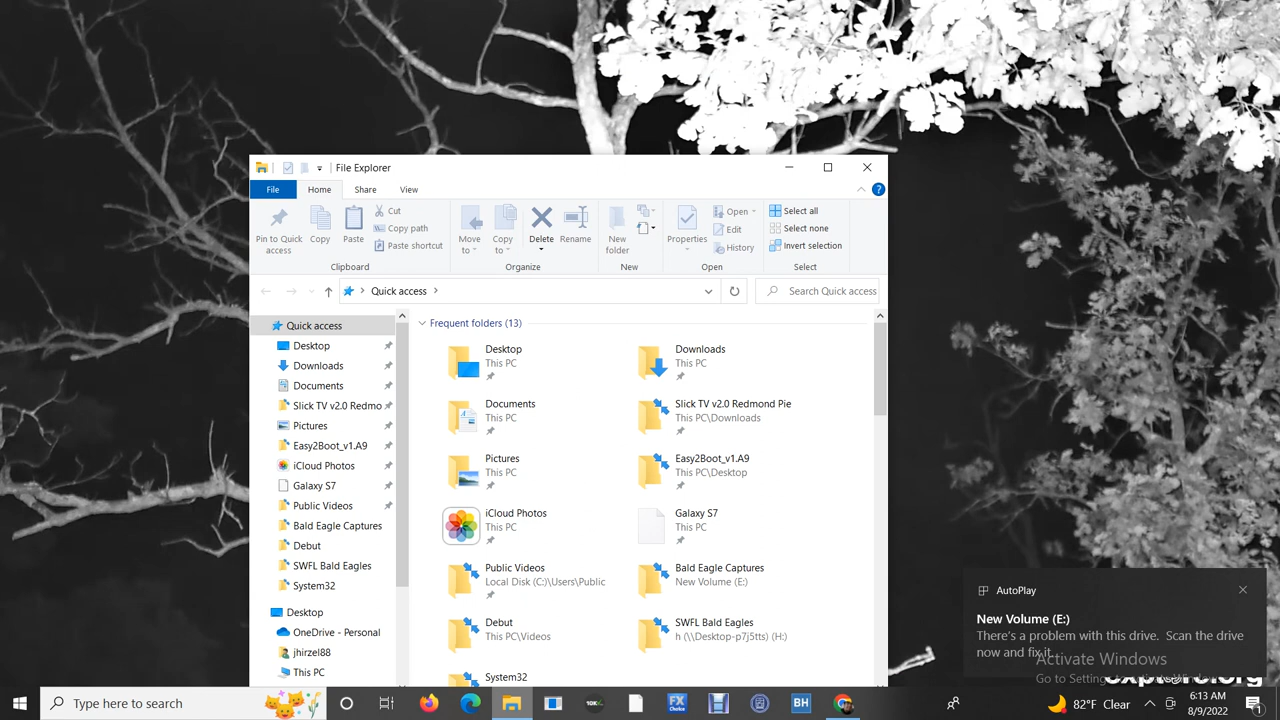 File Explorer
File
Home
Share
View
Pin to Quick access
Copy
Paste
Cut
Copy path
Paste shortcut
Clipboard
Move to
Copy to
Delete
Rename
Organize
New folder
New
Properties
Open
Edit
History
Open
Select all
Select none
Invert selection
Select
Quick access
Search Quick access
Quick access
Desktop
Downloads
Documents
Slick TV v2.0 Redmo
Pictures
Easy2Boot_v1.A9
iCloud Photos
Galaxy S7
Public Videos
Bald Eagle Captures
Debut
SWFL Bald Eagles
System32
Desktop
OneDrive - Personal
jhirzel88
This PC
Frequent folders (13)
Desktop
This PC
Downloads
This PC
Documents
This PC
Slick TV v2.0 Redmond Pie
This PC\Downloads
Pictures
This PC
Easy2Boot_v1.A9
This PC\Desktop
iCloud Photos
This PC
Galaxy S7
This PC
Public Videos
Local Disk (C:)\Users\Public
Bald Eagle Captures
New Volume (E:)
Debut
This PC\Videos
SWFL Bald Eagles
h (\\Desktop-p7j5tts) (H:)
System32
AutoPlay
New Volume (E:)
There's a problem with this drive. Scan the drive
now and fix it.
Activate Windows
explore.org
Type here to search
10K
FX
Choice
BH
82°F Clear
6:13 AM
8/9/2022
1